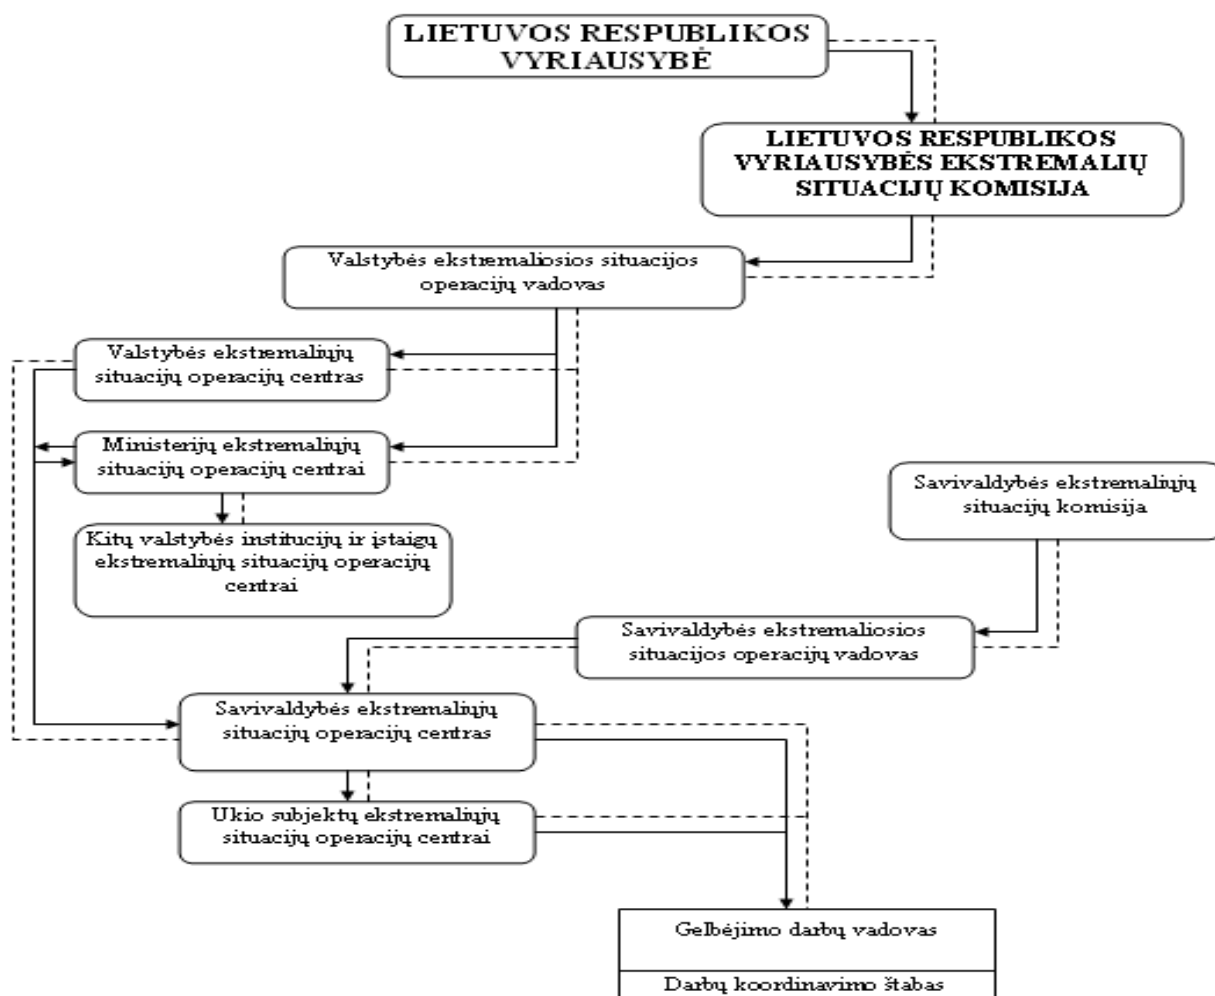 LIETUVOS RESPUBLIKOS
VYRIAUSYBĖ
LIETUVOS RESPUBLIKOS
VYRIAUSYBĖS EKSTREMALIŲ
SITUACIJŲ KOMISIJA
Valstybės ekstremaliosios situacijos
operacijų vadovas
Valstybės ekstremaliųjų
situacijų operacijų centras
Ministerijų ekstremaliųjų
situacijų operacijų centrai
Savivaldybės ekstremaliųjų
situacijų komisija
Kitų valstybės institucijų ir įstaigų
ekstremaliųjų situacijų operacijų
centrai
Savivaldybės ekstremaliosios
situacijos operacijų vadovas
Savivaldybės ekstremaliųjų
situacijų operacijų centras
Ukio subjektų ekstremaliųjų
situacijų operacijų centrai
Gelbėjimo darbų vadovas
Darbų koordinavimo štabas